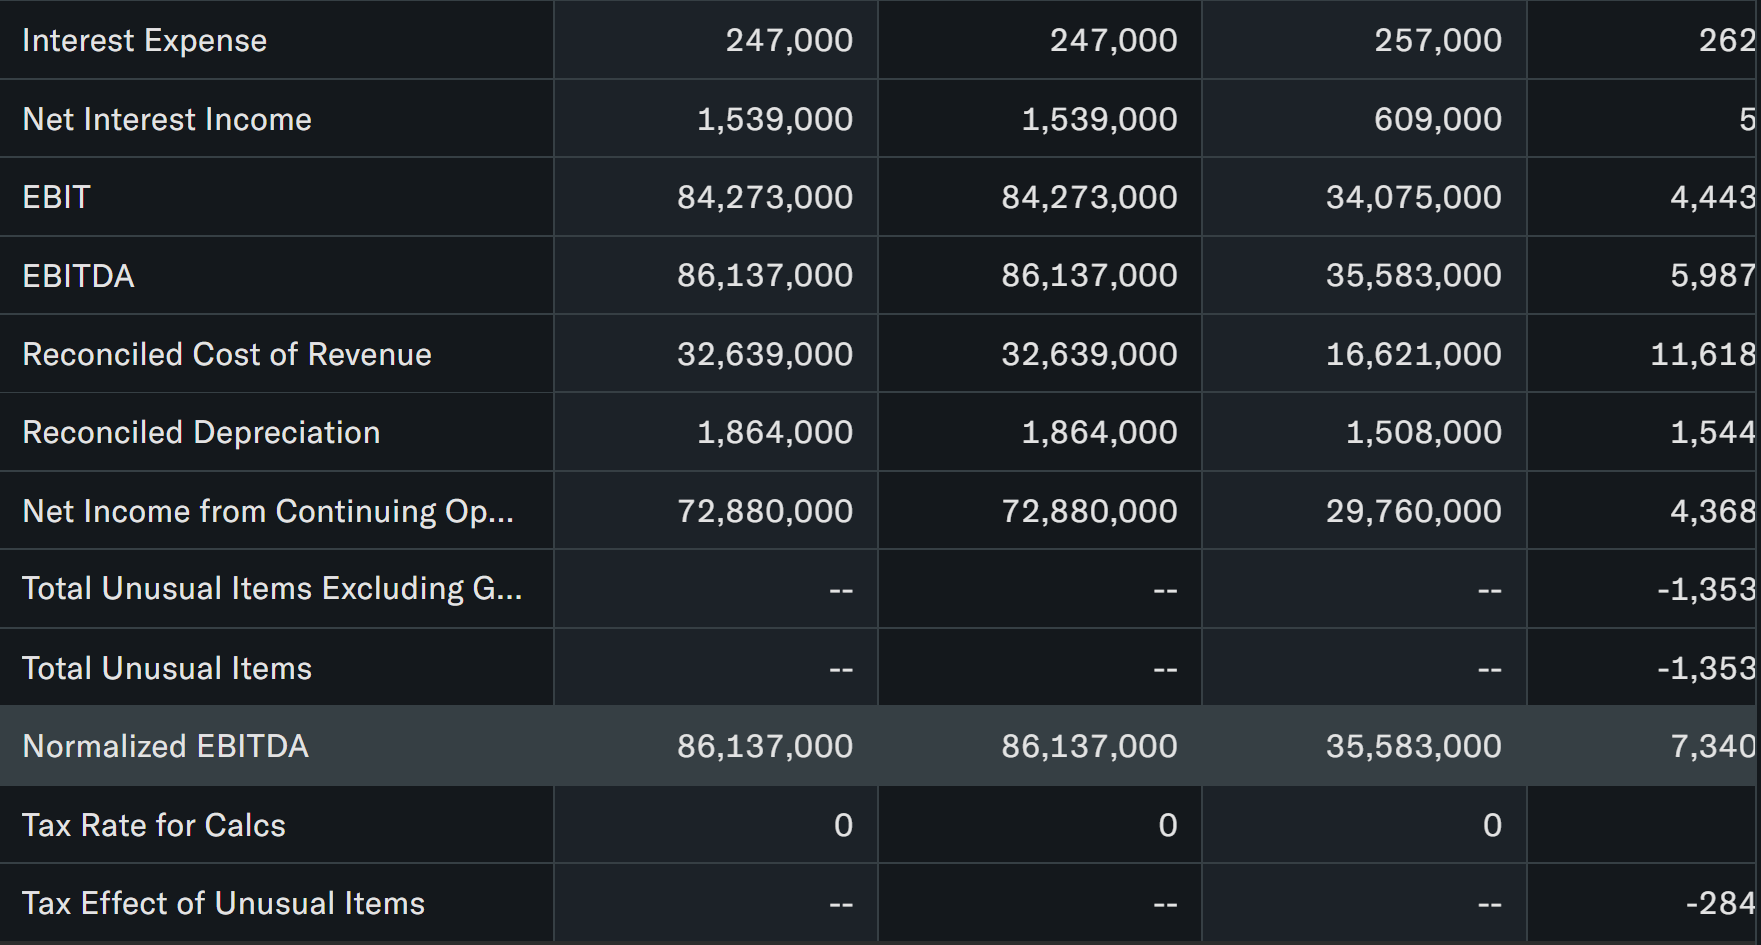 Interest Expense 247,000 247,000 257,000 262
Net Interest Income 1,539,000 1,539,000 609,000 5
EBIT 84,273,000 84,273,000 34,075,000 4,443
EBITDA 86,137,000 86,137,000 35,583,000 5,987
Reconciled Cost of Revenue 32,639,000 32,639,000 16,621,000 11,618
Reconciled Depreciation 1,864,000 1,864,000 1,508,000 1,544
Net Income from Continuing Op... 72,880,000 72,880,000 29,760,000 4,368
Total Unusual Items Excluding G... -- -- -- -1,353
Total Unusual Items -- -- -- -1,353
Normalized EBITDA 86,137,000 86,137,000 35,583,000 7,340
Tax Rate for Calcs 0 0 0
Tax Effect of Unusual Items -- -- -- -284